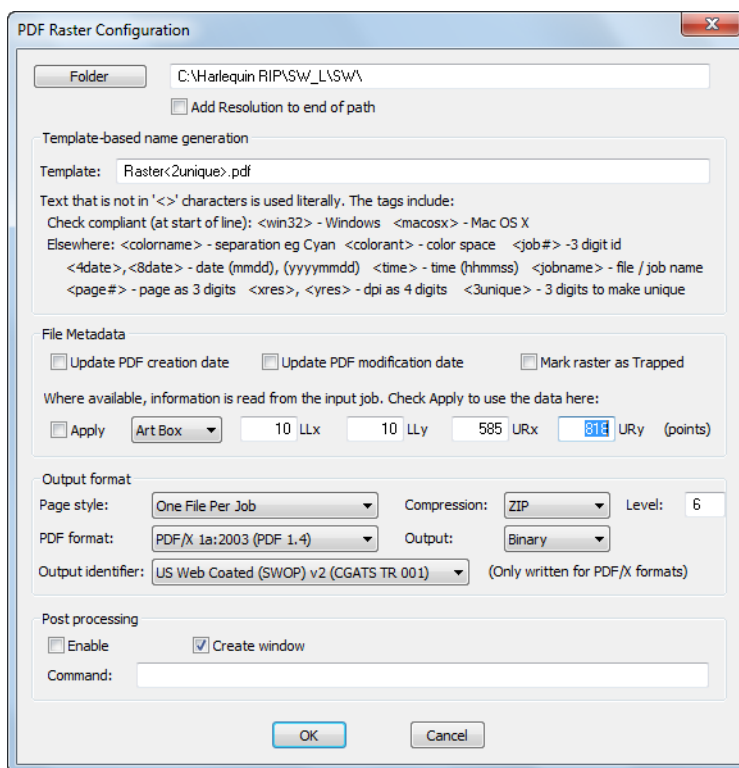 PDF Raster Configuration
Folder C:\Harlequin RIP\SW_L\SW\
Add Resolution to end of path
Template-based name generation
Template: Raster<2unique>.pdf
Text that is not in '<>' characters is used literally. The tags include:
Check compliant (at start of line): <win32> - Windows <macosx> - Mac OS X
Elsewhere: <colorname> - separation eg Cyan <colorant> - color space <job#> -3 digit id
<4date>,<8date> - date (mmdd), (yyyymmdd) <time> - time (hhmmss) <jobname> - file / job name
<page#> - page as 3 digits <xres>, <yres> - dpi as 4 digits <3unique> - 3 digits to make unique
File Metadata
Update PDF creation date Update PDF modification date Mark raster as Trapped
Where available, information is read from the input job. Check Apply to use the data here:
Apply Art Box 10 LLx 10 LLy 585 URx 818 URy (points)
Output format
Page style: One File Per Job Compression: ZIP Level: 6
PDF format: PDF/X 1a:2003 (PDF 1.4) Output: Binary
Output identifier: US Web Coated (SWOP) v2 (CGATS TR 001) (Only written for PDF/X formats)
Post processing
Enable Create window
Command:
OK Cancel